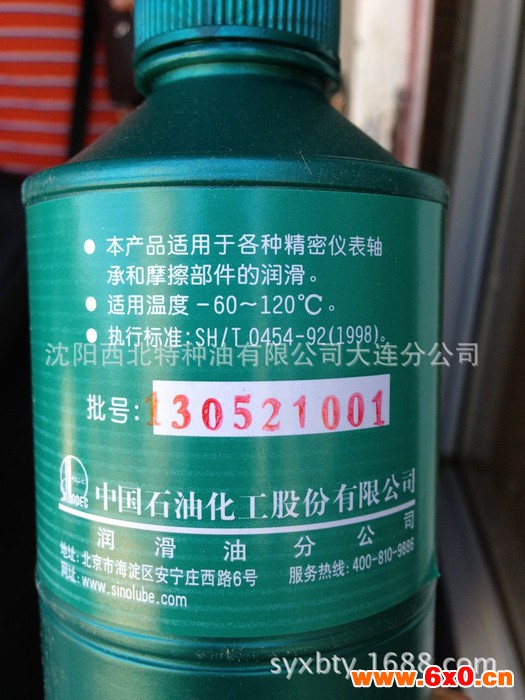 ● 本产品适用于各种精密仪表轴
承和摩擦部件的润滑。
● 适用温度 -60～120℃。
● 执行标准:SH/T 0454-92(1998)。
沈阳西北特种油有限公司大连分公司
批号: 130521001
中国石油化工股份有限公司
润滑油分公司
地址:北京市海淀区安宁庄西路6号 服务热线:400-810-9886
网址:www.sinolube.com
syxbty.1688.com
www.6x0.cn